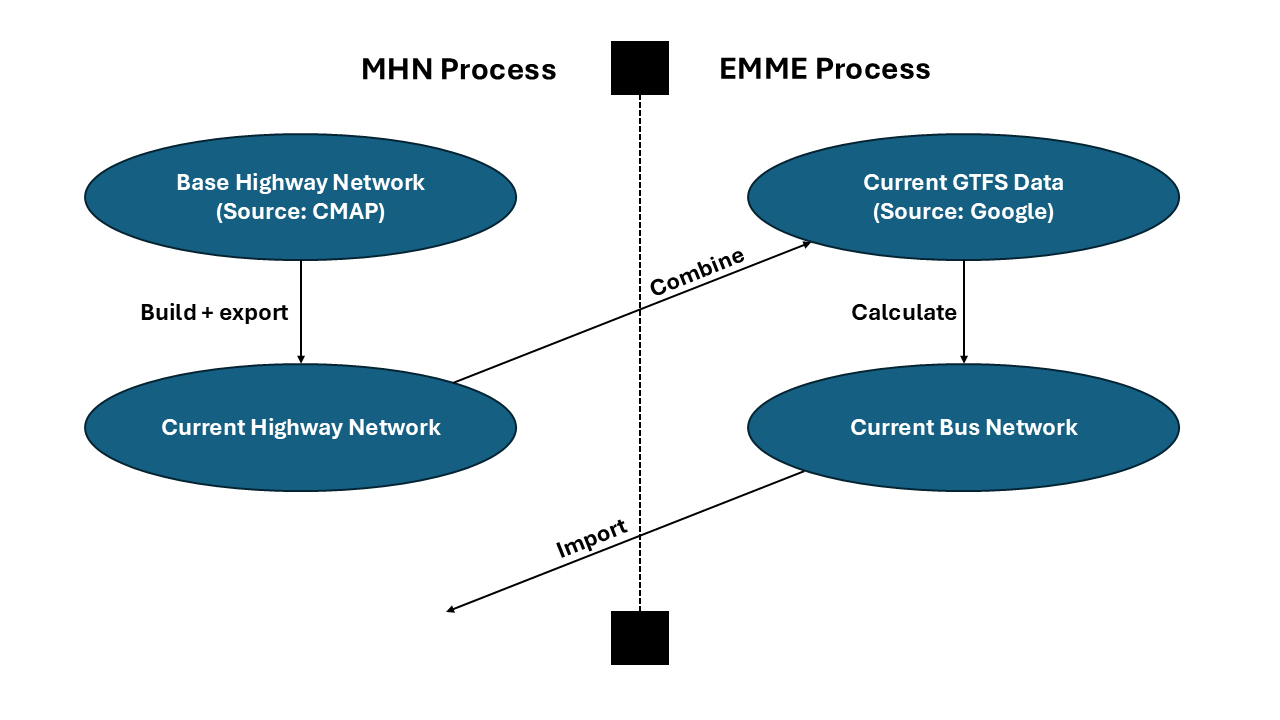 MHN Process
EMME Process
Base Highway Network
(Source: CMAP)
Current GTFS Data
(Source: Google)
Combine
Build + export
Calculate
Current Highway Network
Current Bus Network
Import